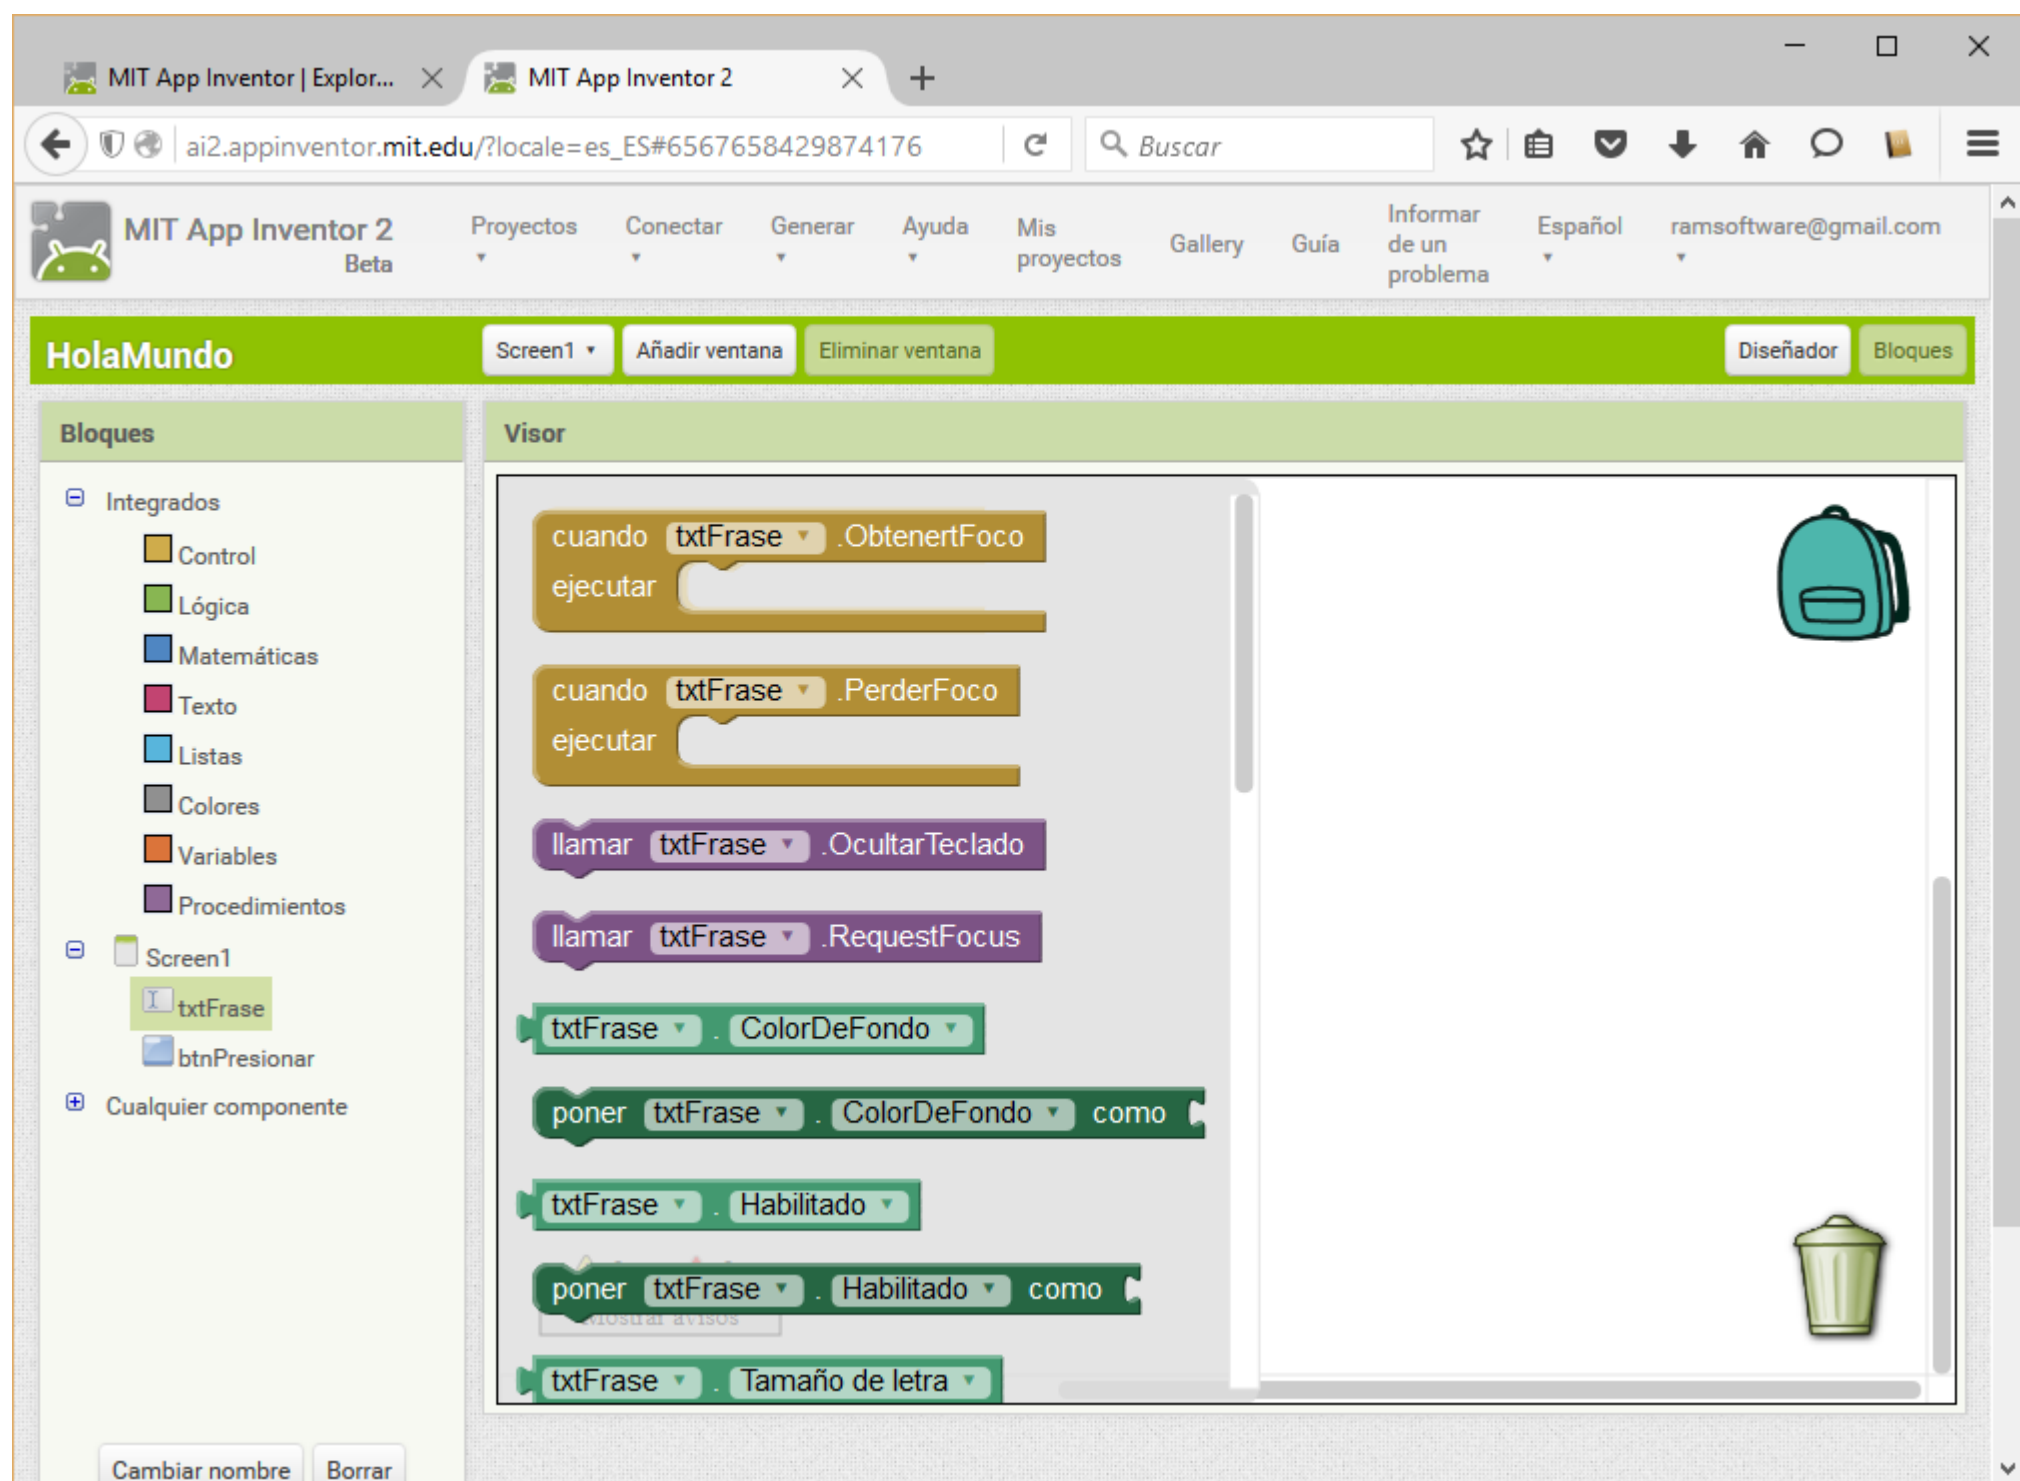 MIT App Inventor | Explor...
MIT App Inventor 2
ai2.appinventor.mit.edu/?locale=es_ES#6567658429874176
Buscar
MIT App Inventor 2
Beta
Proyectos
Conectar
Generar
Ayuda
Mis
proyectos
Gallery
Guía
Informar
de un
problema
Español
ramsoftware@gmail.com
HolaMundo
Screen1
Añadir ventana
Eliminar ventana
Diseñador
Bloques
Bloques
Integrados
Control
Lógica
Matemáticas
Texto
Listas
Colores
Variables
Procedimientos
Screen1
txtFrase
btnPresionar
Cualquier componente
Cambiar nombre
Borrar
Visor
cuando txtFrase .ObtenertFoco
ejecutar
cuando txtFrase .PerderFoco
ejecutar
llamar txtFrase .OcultarTeclado
llamar txtFrase .RequestFocus
txtFrase . ColorDeFondo
poner txtFrase . ColorDeFondo como
txtFrase . Habilitado
poner txtFrase . Habilitado como
Mostrar avisos
txtFrase . Tamaño de letra